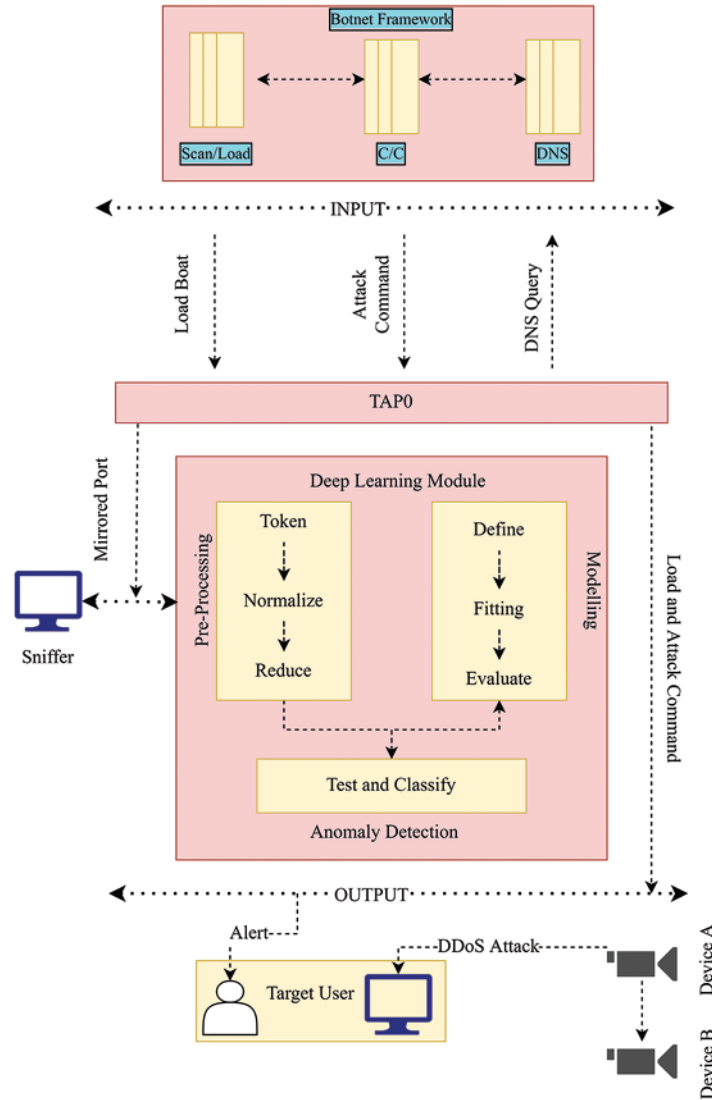 Botnet Framework
Scan/Load
C/C
DNS
INPUT
Load Boat
Attack
Command
DNS Query
TAP0
Mirrored Port
Deep Learning Module
Pre-Processing
Token
Normalize
Reduce
Define
Fitting
Evaluate
Modelling
Load and Attack Command
Sniffer
Test and Classify
Anomaly Detection
OUTPUT
Alert
DDoS Attack
Target User
Device A
Device B